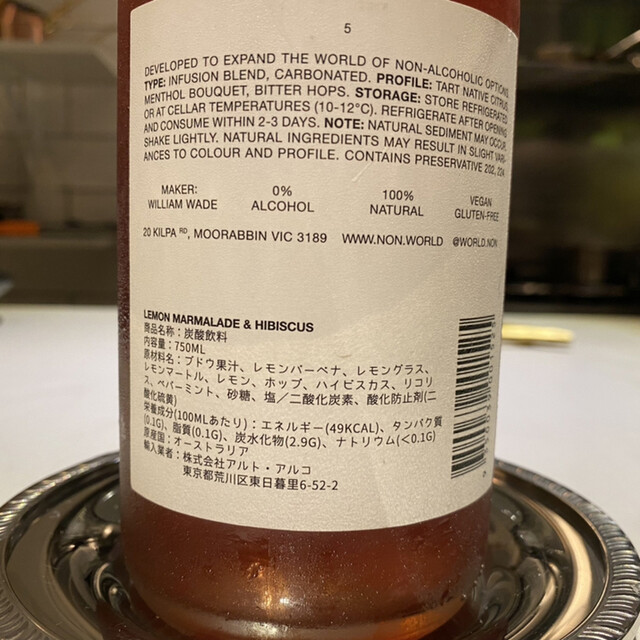 5
DEVELOPED TO EXPAND THE WORLD OF NON-ALCOHOLIC OPTIONS.
TYPE: INFUSION BLEND, CARBONATED. PROFILE: TART NATIVE CITRUS,
MENTHOL BOUQUET, BITTER HOPS. STORAGE: STORE REFRIGERATED
OR AT CELLAR TEMPERATURES (10-12°C). REFRIGERATE AFTER OPENING
AND CONSUME WITHIN 2-3 DAYS. NOTE: NATURAL SEDIMENT MAY OCCUR,
SHAKE LIGHTLY. NATURAL INGREDIENTS MAY RESULT IN SLIGHT VARI-
ANCES TO COLOUR AND PROFILE. CONTAINS PRESERVATIVE 202, 224.
MAKER: 0% 100% VEGAN
WILLIAM WADE ALCOHOL NATURAL GLUTEN-FREE
20 KILPA RD, MOORABBIN VIC 3189 WWW.NON.WORLD @WORLD.NON
LEMON MARMALADE & HIBISCUS
商品名称：炭酸飲料
内容量：750ML
原材料名：ブドウ果汁、レモンバーベナ、レモングラス、
レモンマートル、レモン、ホップ、ハイビスカス、リコリ
ス、ペパーミント、砂糖、塩／二酸化炭素、酸化防止剤(二
酸化硫黄)
栄養成分(100MLあたり)：エネルギー(49KCAL)、タンパク質
(0.1G)、脂質(0.1G)、炭水化物(2.9G)、ナトリウム(<0.1G)
原産国：オーストラリア
輸入業者：株式会社アルト・アルコ
東京都荒川区東日暮里6-52-2